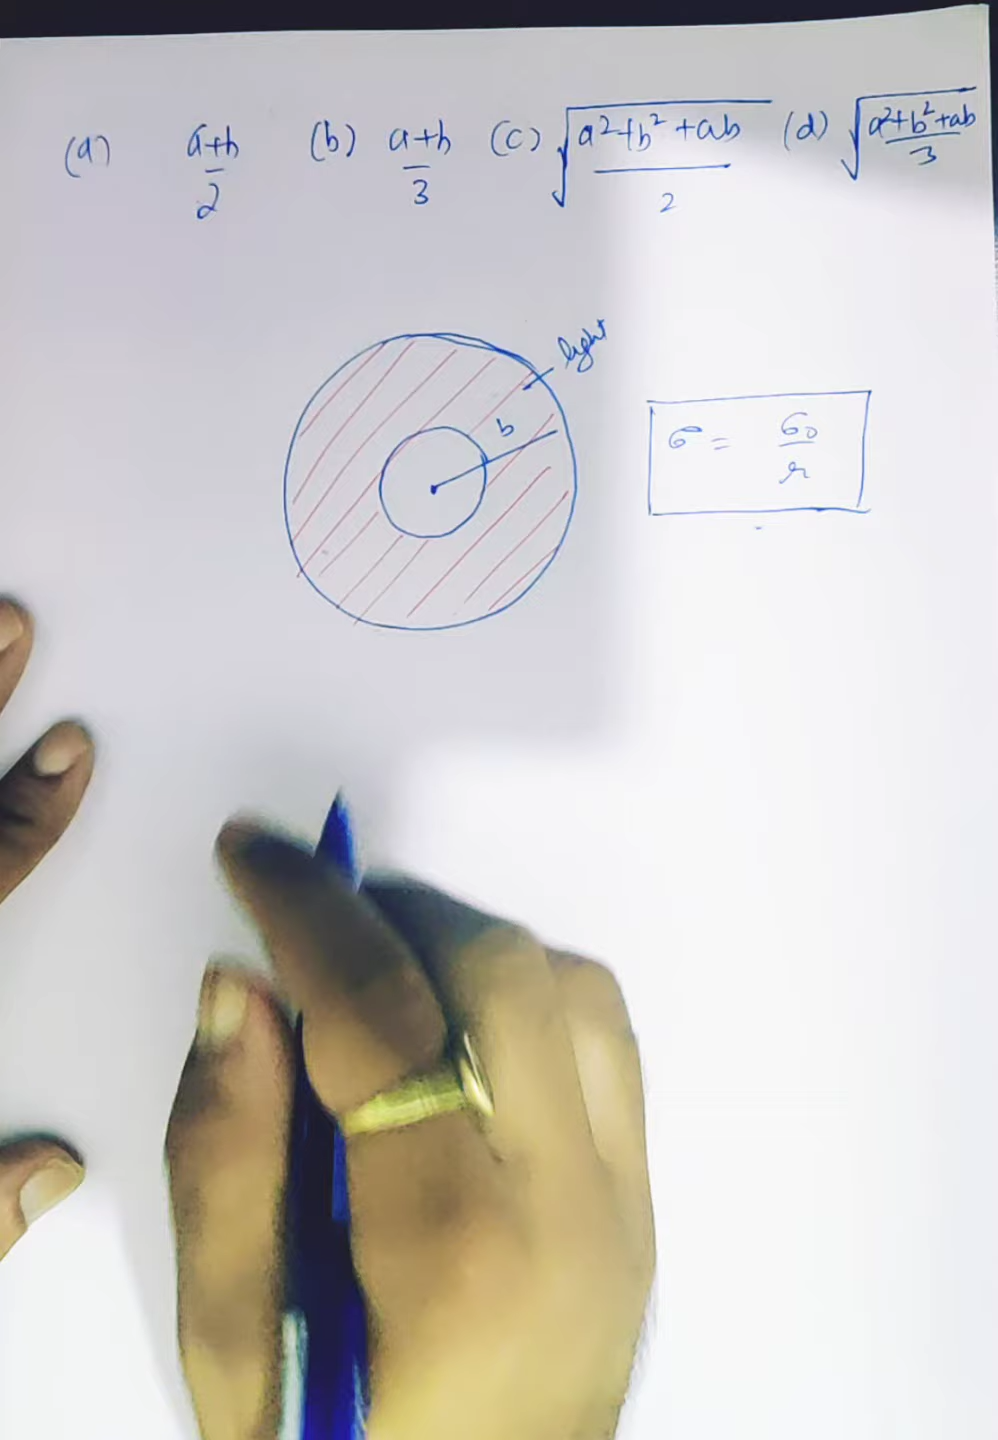 (a) a+b/2 (b) a+b/3 (c) √(a²+b²+ab/2) (d) √(a²+b²+ab/3)
light
b
σ = σ₀/r